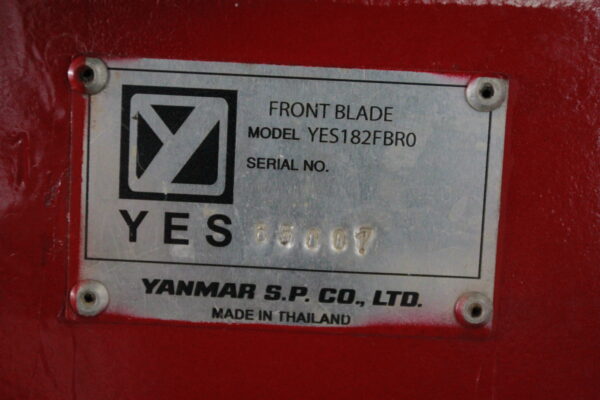 FRONT BLADE
MODEL YES182FBR0
SERIAL NO.
YES
YANMAR S.P. CO., LTD.
MADE IN THAILAND